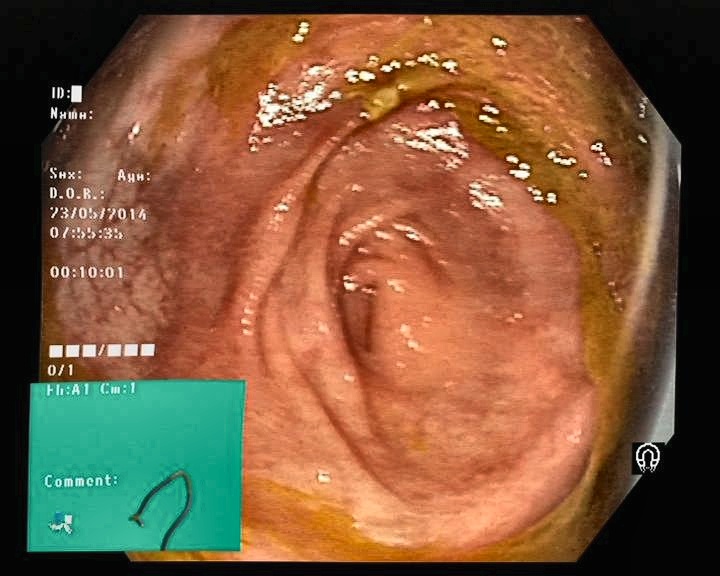 ID:
Name:
Sex: Age:
D.O.B.:
23/05/2014
07:55:35
00:10:01
0/1
Eh:A1 Cm:1
Comment: